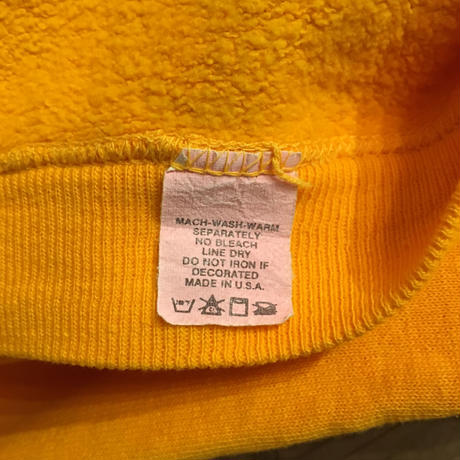 MACH-WASH-WARM
SEPARATELY
NO BLEACH
LINE DRY
DO NOT IRON IF
DECORATED
MADE IN U.S.A.